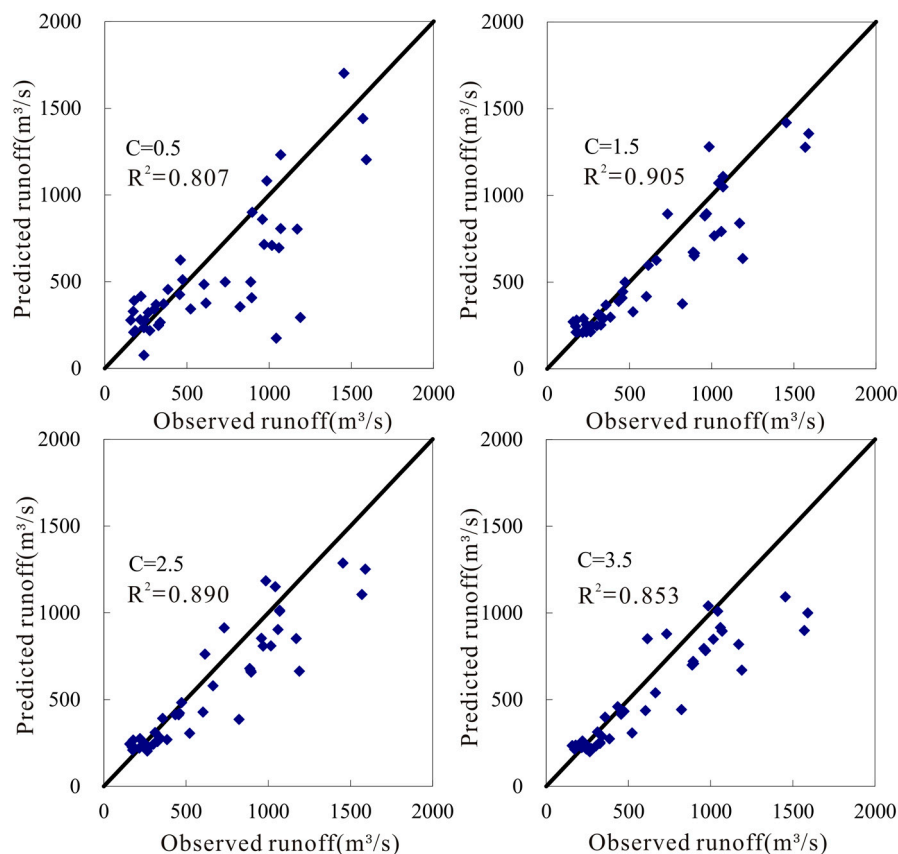 2000
1500
1000
500
0
Predicted runoff(m³/s)
C=0.5
R²=0.807
0 500 1000 1500 2000
Observed runoff(m³/s)
2000
1500
1000
500
0
Predicted runoff(m³/s)
C=1.5
R²=0.905
0 500 1000 1500 2000
Observed runoff(m³/s)
2000
1500
1000
500
0
Predicted runoff(m³/s)
C=2.5
R²=0.890
0 500 1000 1500 2000
Observed runoff(m³/s)
2000
1500
1000
500
0
Predicted runoff(m³/s)
C=3.5
R²=0.853
0 500 1000 1500 2000
Observed runoff(m³/s)